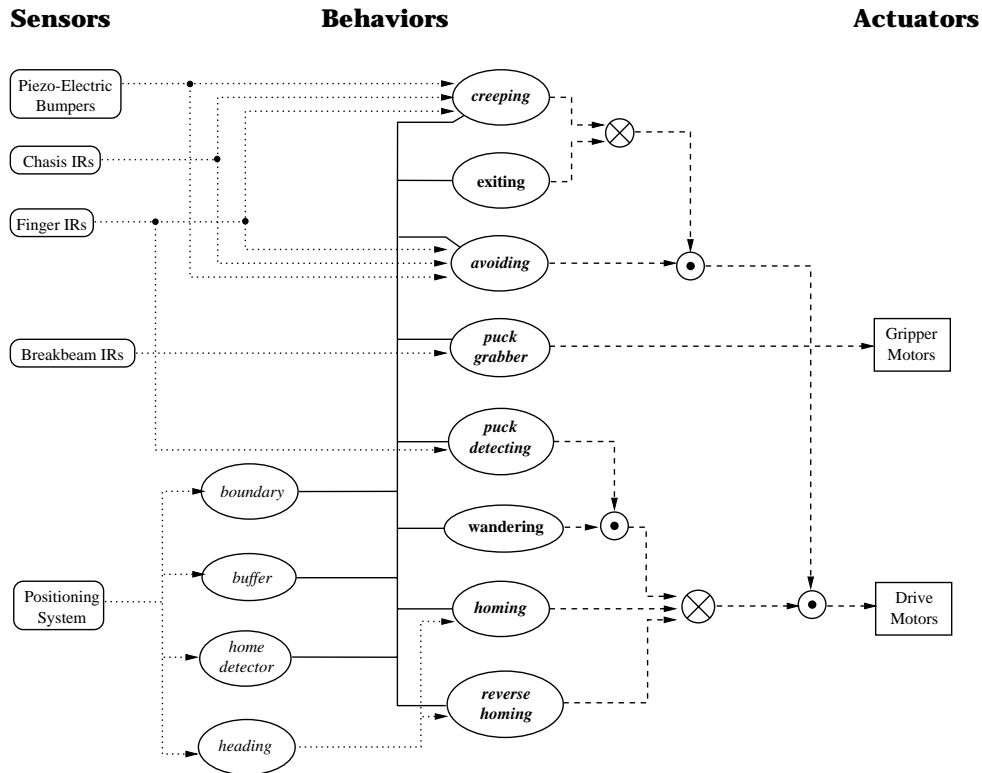 Sensors
Behaviors
Actuators
Piezo-Electric
Bumpers
Chasis IRs
Finger IRs
Breakbeam IRs
Positioning
System
boundary
buffer
home
detector
heading
creeping
exiting
avoiding
puck
grabber
puck
detecting
wandering
homing
reverse
homing
Gripper
Motors
Drive
Motors